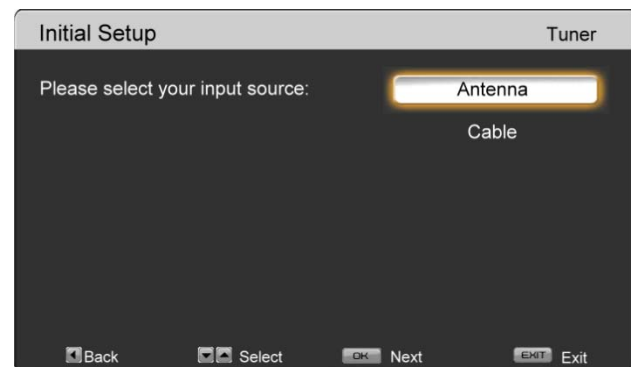 Initial Setup Tuner
Please select your input source: Antenna
Cable
Back Select OK Next EXIT Exit